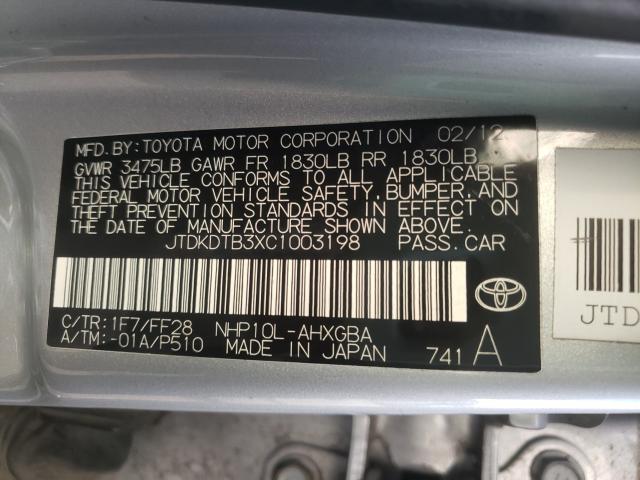 MFD.BY:TOYOTA MOTOR CORPORATION 02/12
GVWR 3475LB GAWR FR 1830LB RR 1830LB
THIS VEHICLE CONFORMS TO ALL APPLICABLE
FEDERAL MOTOR VEHICLE SAFETY, BUMPER, AND
THEFT PREVENTION STANDARDS IN EFFECT ON
THE DATE OF MANUFACTURE SHOWN ABOVE.
JTDKDTB3XC1003198 PASS.CAR
C/TR:1F7/FF28 NHP10L-AHXGBA
A/TM:-01A/P510 MADE IN JAPAN 741 A
JTD